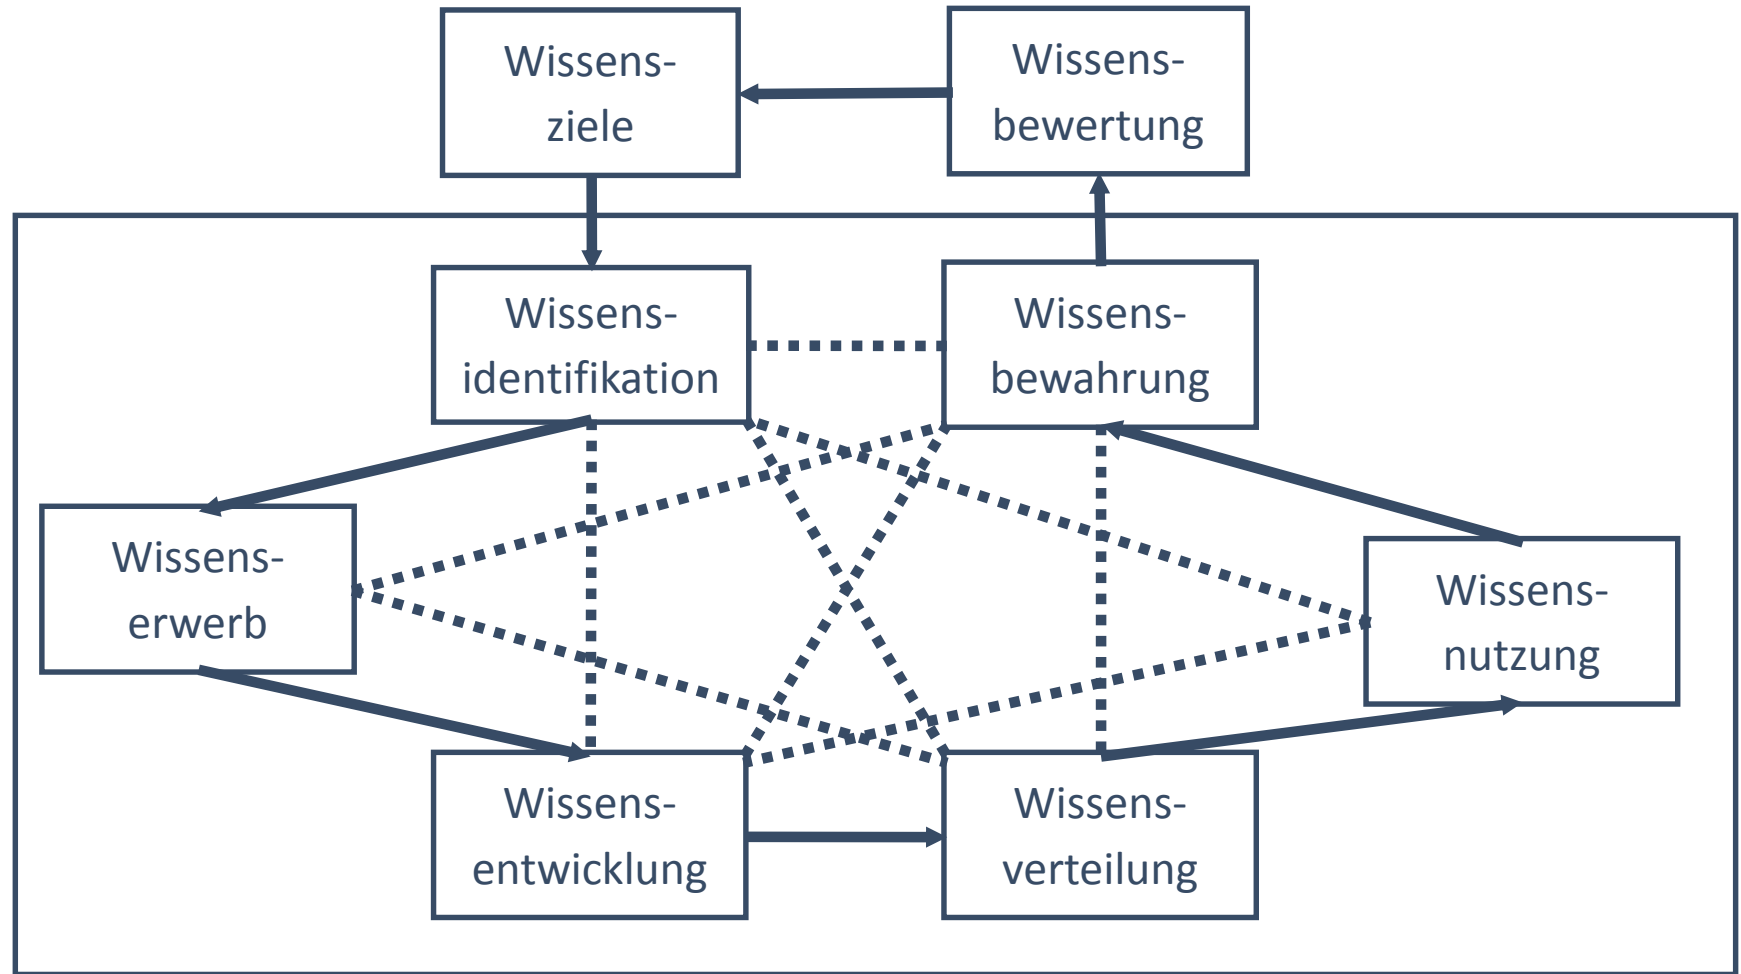 Wissens-
ziele
Wissens-
bewertung
Wissens-
identifikation
Wissens-
bewahrung
Wissens-
erwerb
Wissens-
nutzung
Wissens-
entwicklung
Wissens-
verteilung